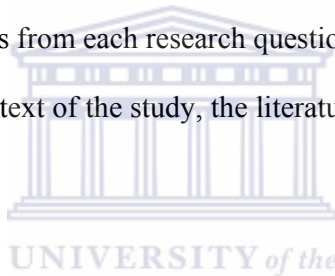 s from each research questio
text of the study, the literatu
UNIVERSITY of the